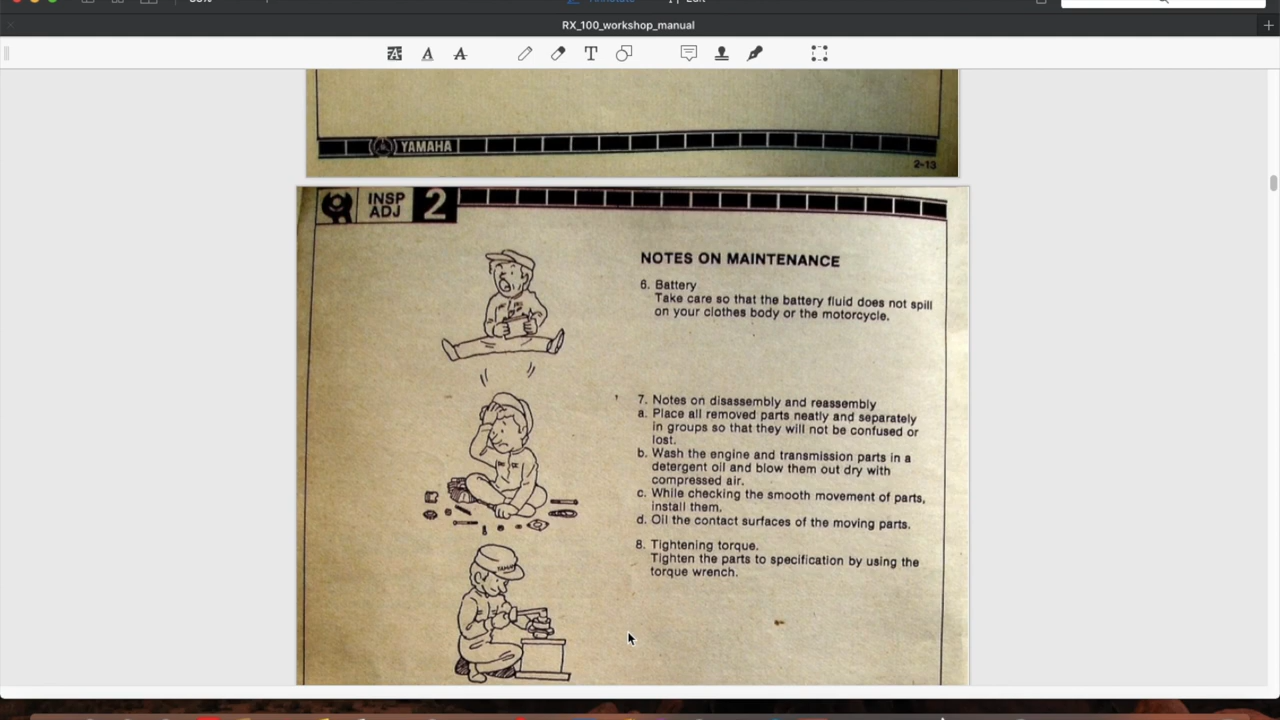 RX_100_workshop_manual
YAMAHA
2-13
INSP
ADJ
2
NOTES ON MAINTENANCE
6. Battery
Take care so that the battery fluid does not spill
on your clothes body or the motorcycle.
7. Notes on disassembly and reassembly
a. Place all removed parts neatly and separately
in groups so that they will not be confused or
lost.
b. Wash the engine and transmission parts in a
detergent oil and blow them out dry with
compressed air.
c. While checking the smooth movement of parts,
install them.
d. Oil the contact surfaces of the moving parts.
8. Tightening torque.
Tighten the parts to specification by using the
torque wrench.